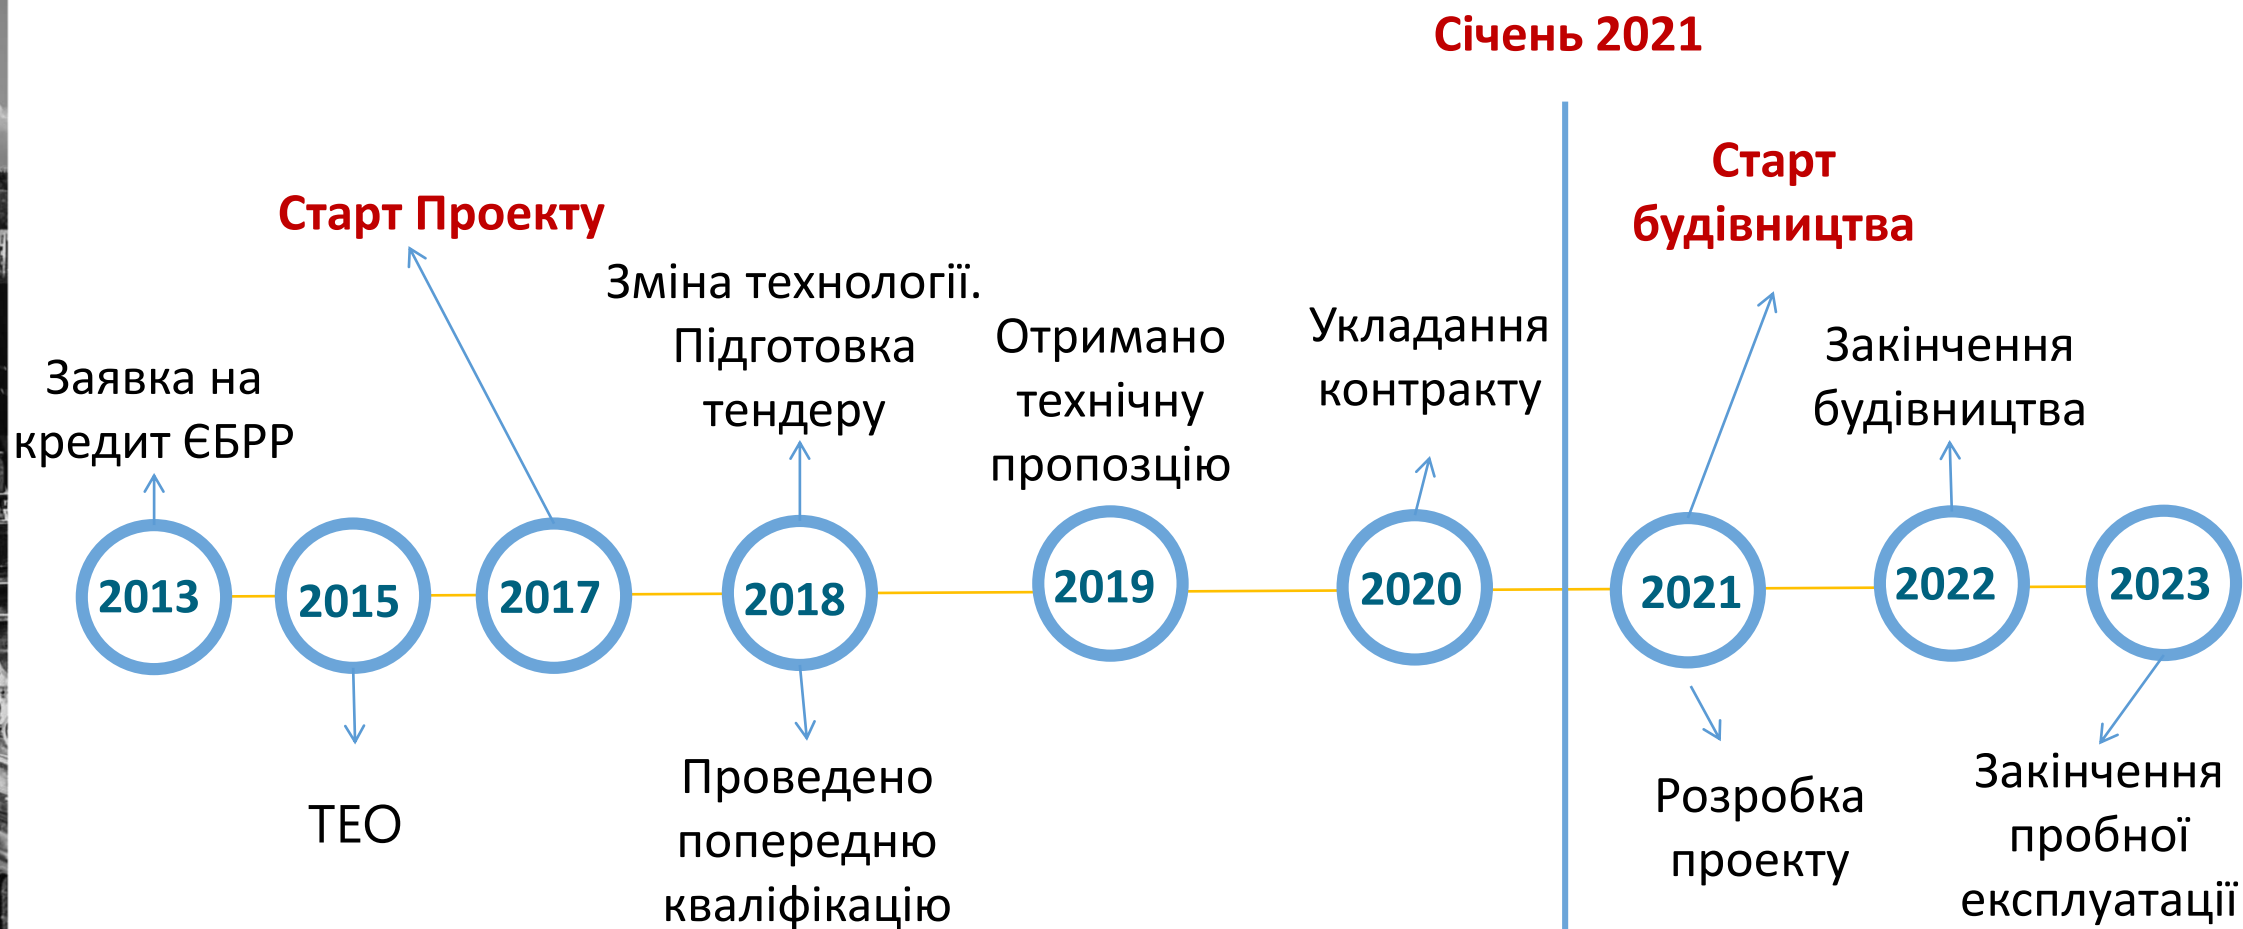 Січень 2021
Старт
будівництва
Старт Проекту
Зміна технології.
Підготовка
тендеру
Отримано
технічну
пропозцію
Укладання
контракту
Закінчення
будівництва
Заявка на
кредит ЄБРР
2013
2015
2017
2018
2019
2020
2021
2022
2023
ТЕО
Проведено
попередню
кваліфікацію
Розробка
проекту
Закінчення
пробної
експлуатації